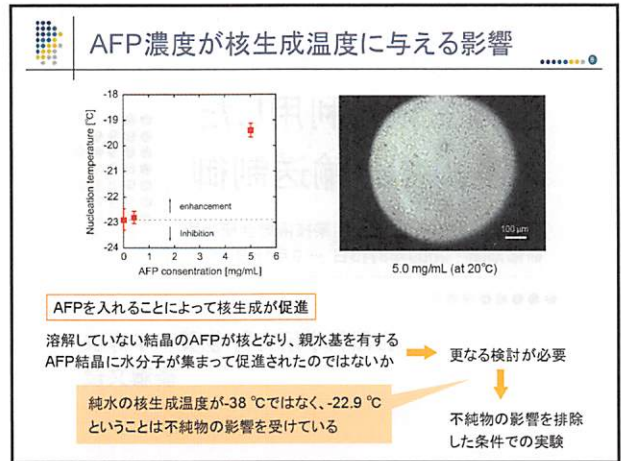 AFP濃度が核生成温度に与える影響
Nucleation temperature [°C]
-18
-19
-20
-21
-22
-23
-24
enhancement
Inhibition
0
1
2
3
4
5
6
AFP consentration [mg/mL]
100 μm
5.0 mg/mL (at 20°C)
AFPを入れることによって核生成が促進
溶解していない結晶のAFPが核となり、親水基を有する
AFP結晶に水分子が集まって促進されたのではないか
更なる検討が必要
純水の核生成温度が-38 ℃ではなく、-22.9 ℃
ということは不純物の影響を受けている
不純物の影響を排除
した条件での実験